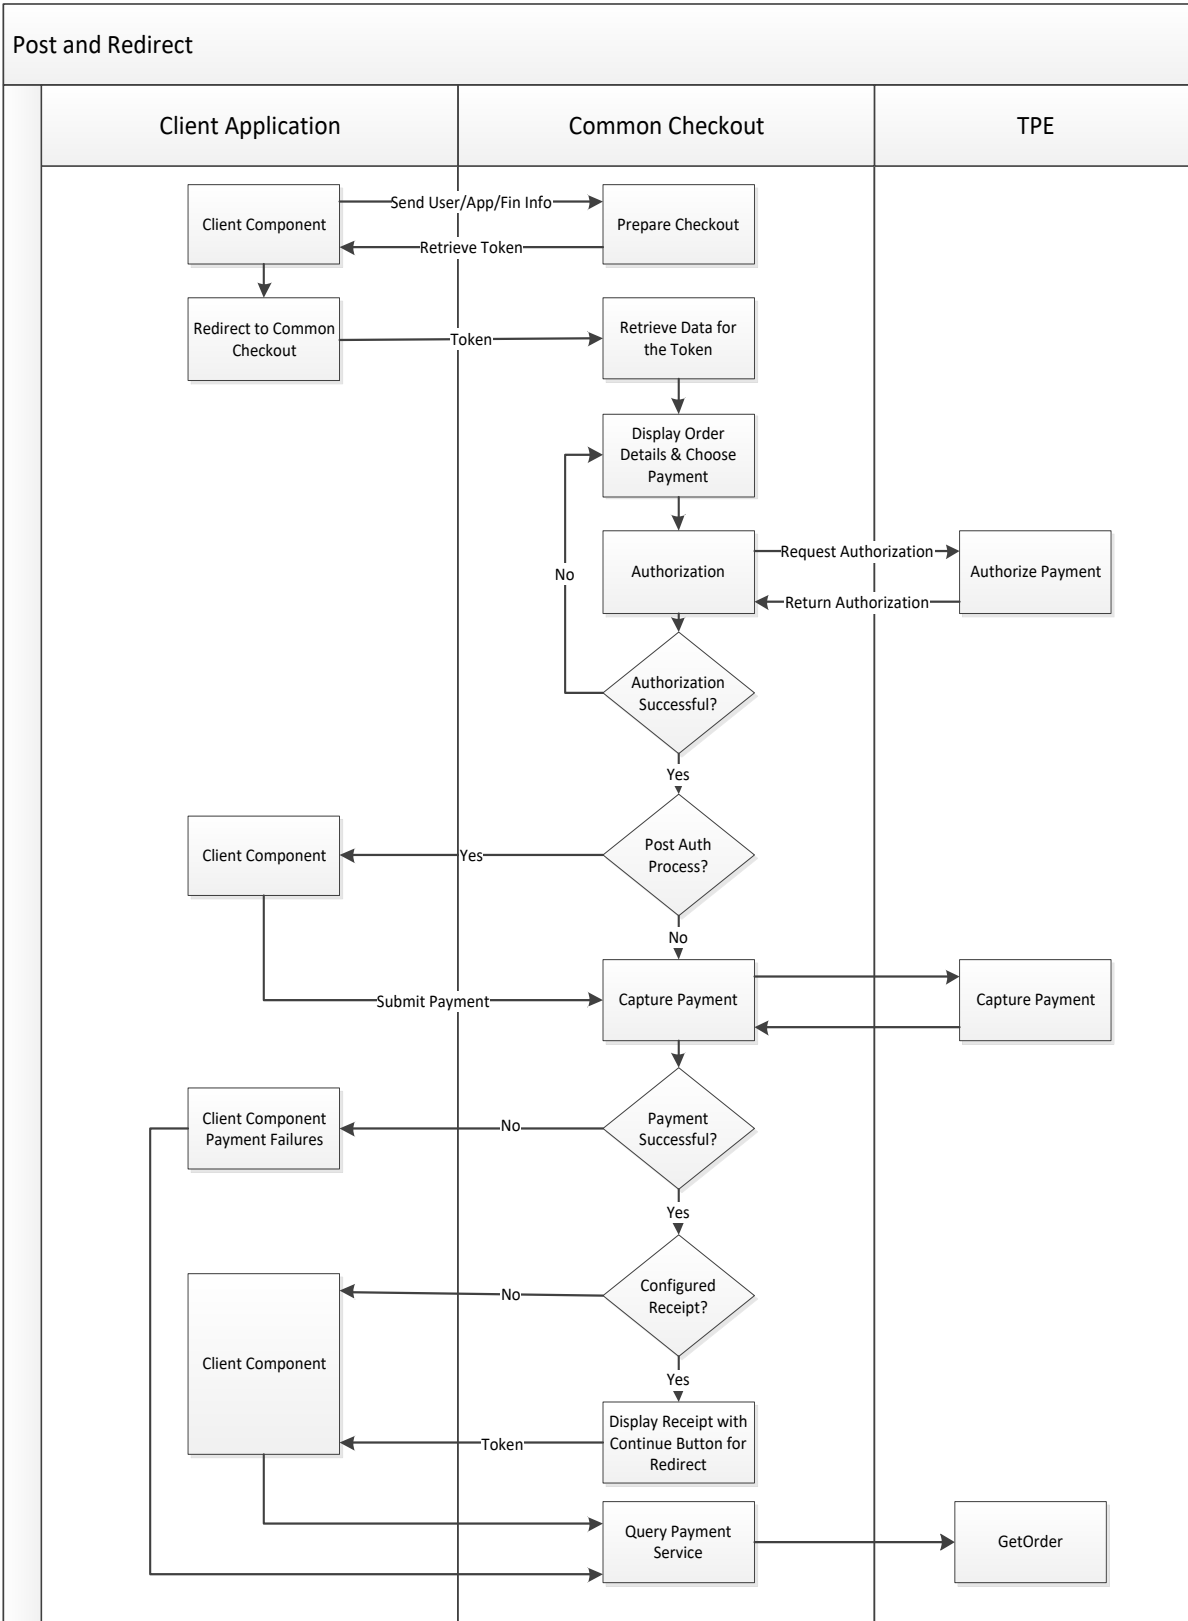 Post and Redirect
Client Application
Common Checkout
TPE
Client Component
Send User/App/Fin Info
Retrieve Token
Prepare Checkout
Redirect to Common
Checkout
Token
Retrieve Data for
the Token
Display Order
Details & Choose
Payment
Authorization
Request Authorization
Return Authorization
Authorize Payment
No
Authorization
Successful?
Yes
Client Component
Yes
Post Auth
Process?
No
Submit Payment
Capture Payment
Capture Payment
Client Component
Payment Failures
No
Payment
Successful?
Yes
Client Component
No
Configured
Receipt?
Yes
Token
Display Receipt with
Continue Button for
Redirect
Query Payment
Service
GetOrder